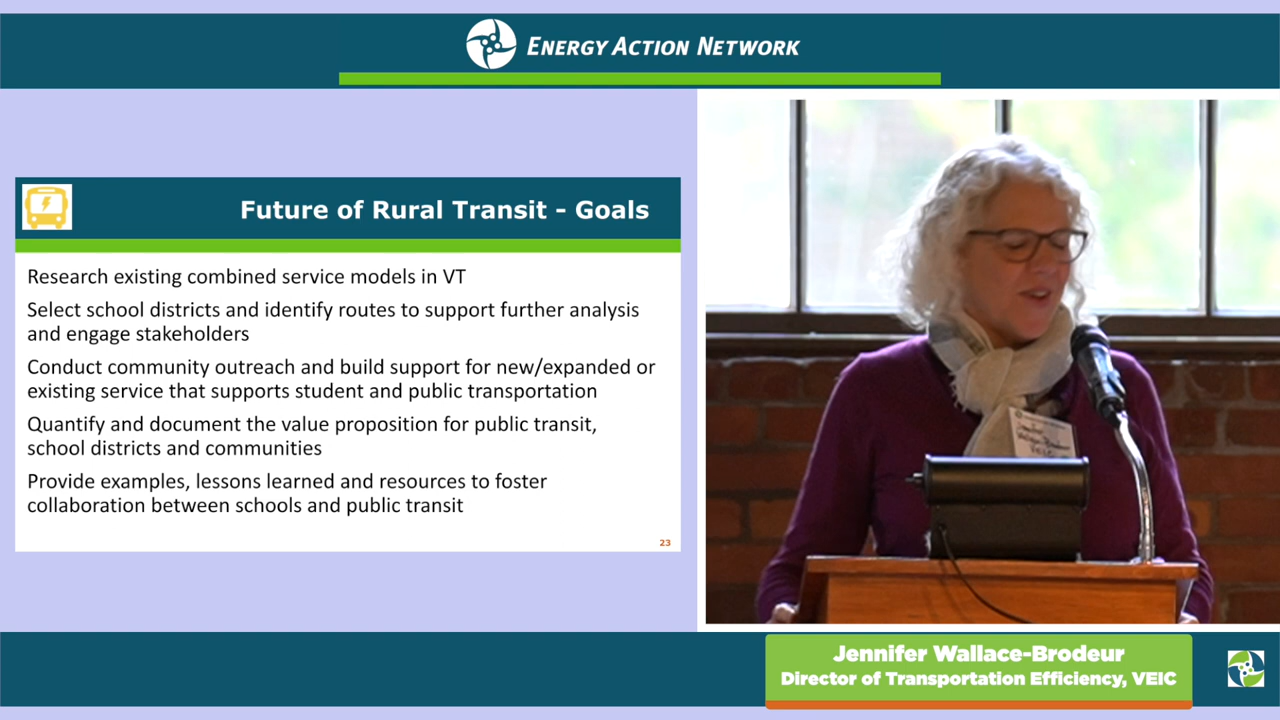 ENERGY ACTION NETWORK
Future of Rural Transit - Goals
Research existing combined service models in VT
Select school districts and identify routes to support further analysis
and engage stakeholders
Conduct community outreach and build support for new/expanded or
existing service that supports student and public transportation
Quantify and document the value proposition for public transit,
school districts and communities
Provide examples, lessons learned and resources to foster
collaboration between schools and public transit
23
Jennifer Wallace-Brodeur
Director of Transportation Efficiency, VEIC